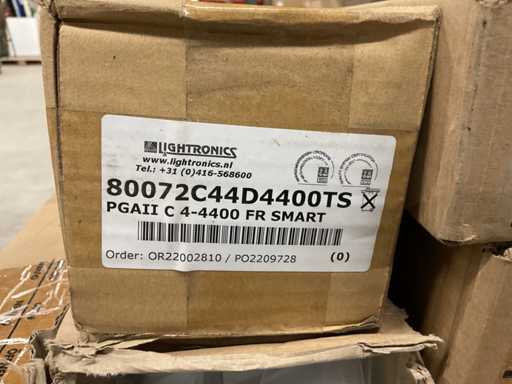 LIGHTRONICS
www.lightronics.nl
Tel.: +31 (0)416-568600
80072C44D4400TS
PGAII C 4-4400 FR SMART
Order: OR22002810 / PO2209728 (0)